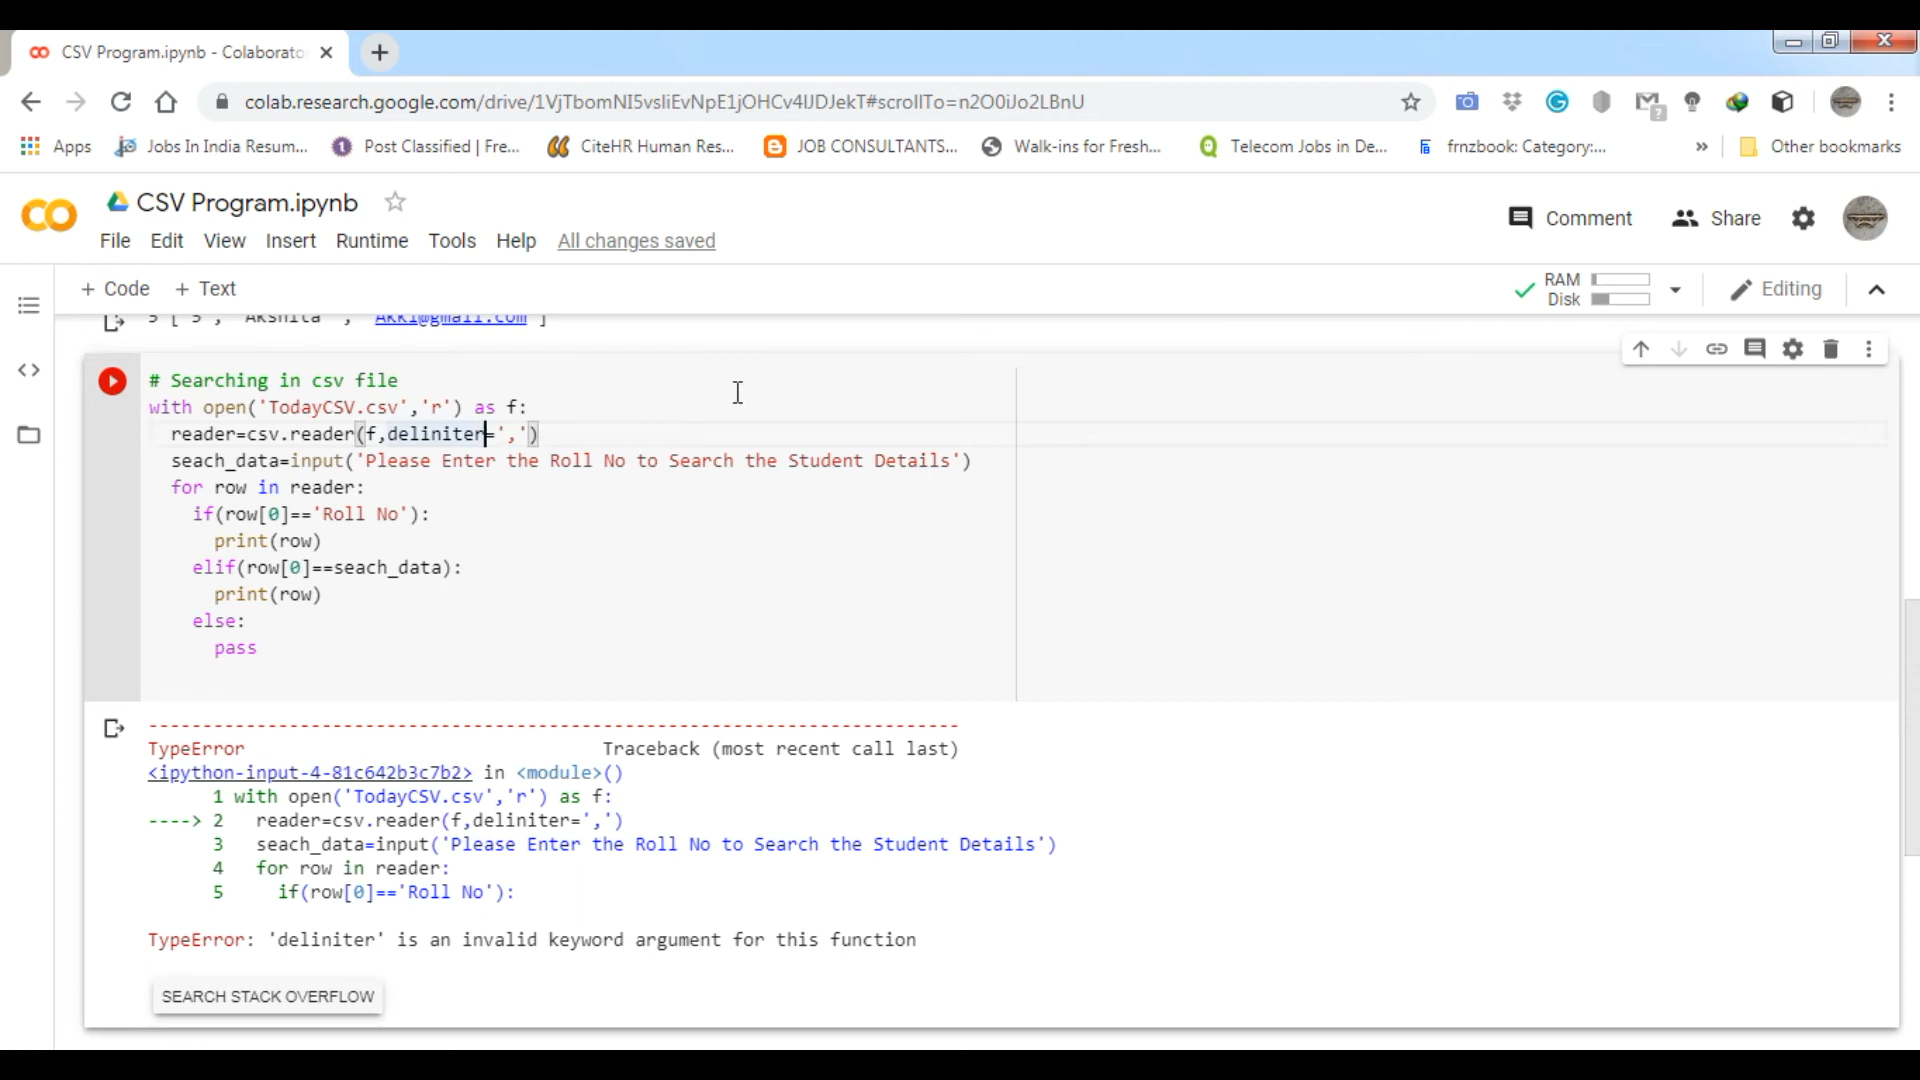 CSV Program.ipynb - Colaborato
colab.research.google.com/drive/1VjTbomNI5vsIiEvNpE1jOHCv4IJDJekT#scrollTo=n2O0iJo2LBnU
Apps Jobs In India Resum... Post Classified | Fre... CiteHR Human Res... JOB CONSULTANTS... Walk-ins for Fresh... Telecom Jobs in De... frnzbook: Category:... » Other bookmarks
CSV Program.ipynb
Comment Share
File Edit View Insert Runtime Tools Help All changes saved
+ Code + Text RAM Disk Editing
5 ['5', 'Akshita', 'Akki@gmail.com']
# Searching in csv file
with open('TodayCSV.csv','r') as f:
reader=csv.reader(f,deliniter=',')
seach_data=input('Please Enter the Roll No to Search the Student Details')
for row in reader:
if(row[0]=='Roll No'):
print(row)
elif(row[0]==seach_data):
print(row)
else:
pass
---------------------------------------------------------------------------
TypeError Traceback (most recent call last)
<ipython-input-4-81c642b3c7b2> in <module>()
1 with open('TodayCSV.csv','r') as f:
----> 2 reader=csv.reader(f,deliniter=',')
3 seach_data=input('Please Enter the Roll No to Search the Student Details')
4 for row in reader:
5 if(row[0]=='Roll No'):
TypeError: 'deliniter' is an invalid keyword argument for this function
SEARCH STACK OVERFLOW